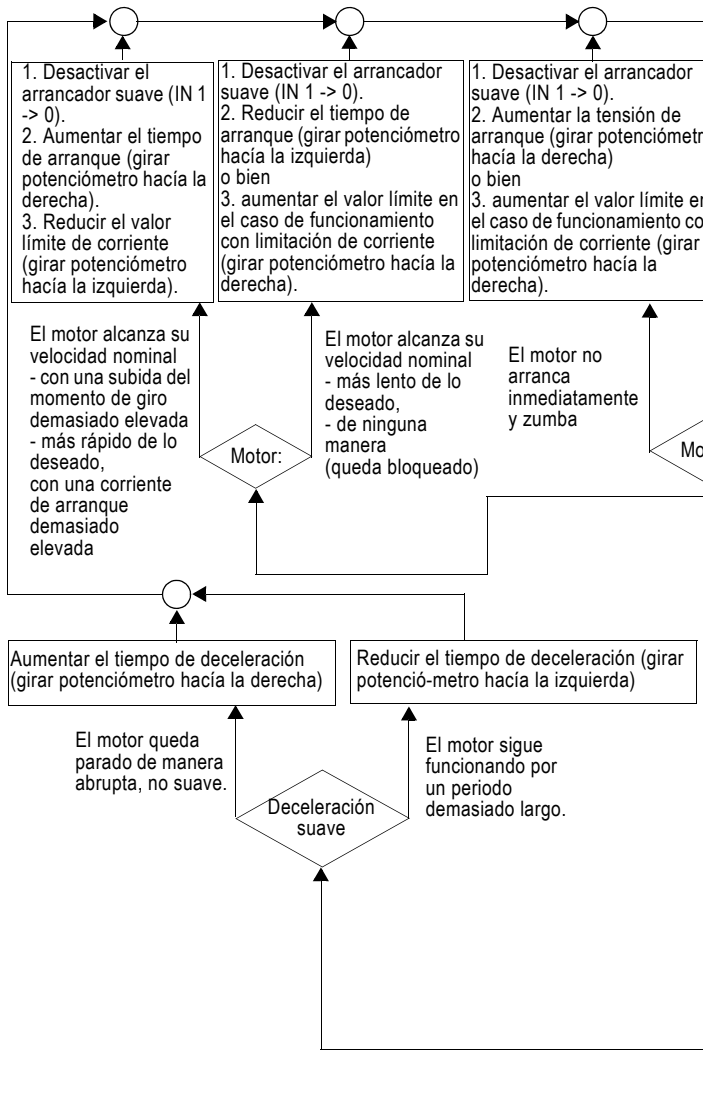 1. Desactivar el
arrancador suave (IN 1
-> 0).
2. Aumentar el tiempo
de arranque (girar
potenciómetro hacía la
derecha).
3. Reducir el valor
límite de corriente
(girar potenciómetro
hacía la izquierda).
1. Desactivar el arrancador
suave (IN 1 -> 0).
2. Reducir el tiempo de
arranque (girar potenciómetro
hacía la izquierda)
o bien
3. aumentar el valor límite en
el caso de funcionamiento
con limitación de corriente
(girar potenciómetro hacía la
derecha).
1. Desactivar el arrancador
suave (IN 1 -> 0).
2. Aumentar la tensión de
arranque (girar potenciómetr
hacía la derecha)
o bien
3. aumentar el valor límite en
el caso de funcionamiento co
limitación de corriente (girar
potenciómetro hacía la
derecha).
El motor alcanza su
velocidad nominal
- con una subida del
momento de giro
demasiado elevada
- más rápido de lo
deseado,
con una corriente
de arranque
demasiado
elevada
Motor:
El motor alcanza su
velocidad nominal
- más lento de lo
deseado,
- de ninguna
manera
(queda bloqueado)
El motor no
arranca
inmediatamente
y zumba
Mo
Aumentar el tiempo de deceleración
(girar potenciómetro hacía la derecha)
Reducir el tiempo de deceleración (girar
potenció-metro hacía la izquierda)
El motor queda
parado de manera
abrupta, no suave.
Deceleración
suave
El motor sigue
funcionando por
un periodo
demasiado largo.